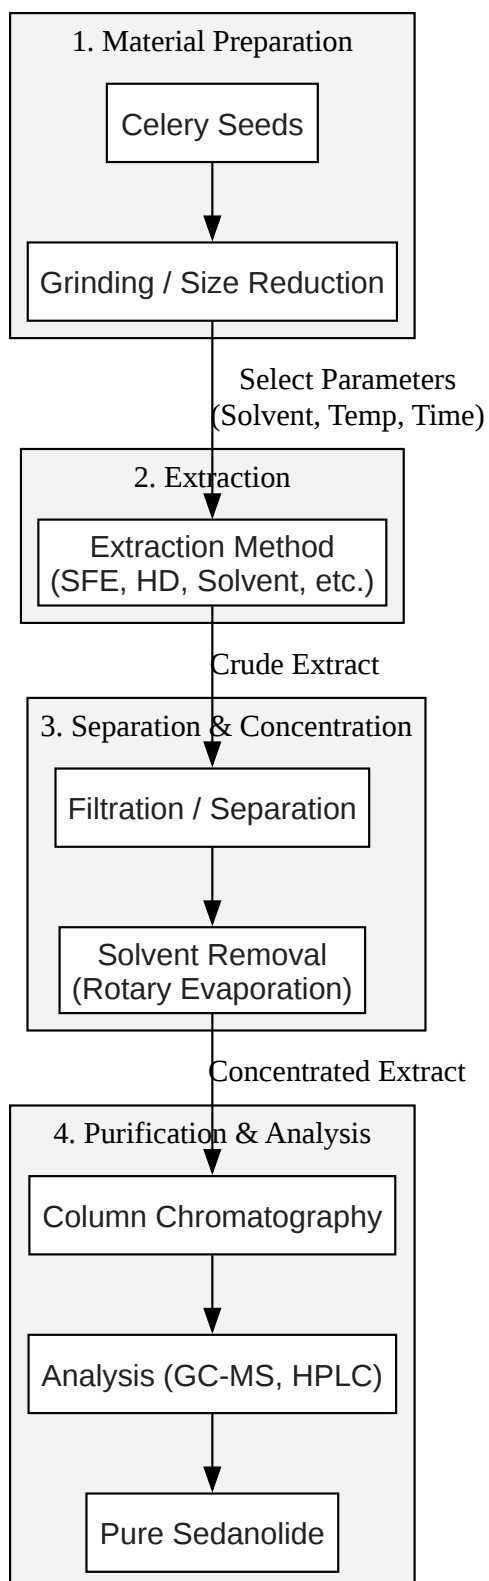 1. Material Preparation
Celery Seeds
Grinding / Size Reduction
Select Parameters
(Solvent, Temp, Time)
2. Extraction
Extraction Method
(SFE, HD, Solvent, etc.)
Crude Extract
3. Separation & Concentration
Filtration / Separation
Solvent Removal
(Rotary Evaporation)
Concentrated Extract
4. Purification & Analysis
Column Chromatography
Analysis (GC-MS, HPLC)
Pure Sedanolide